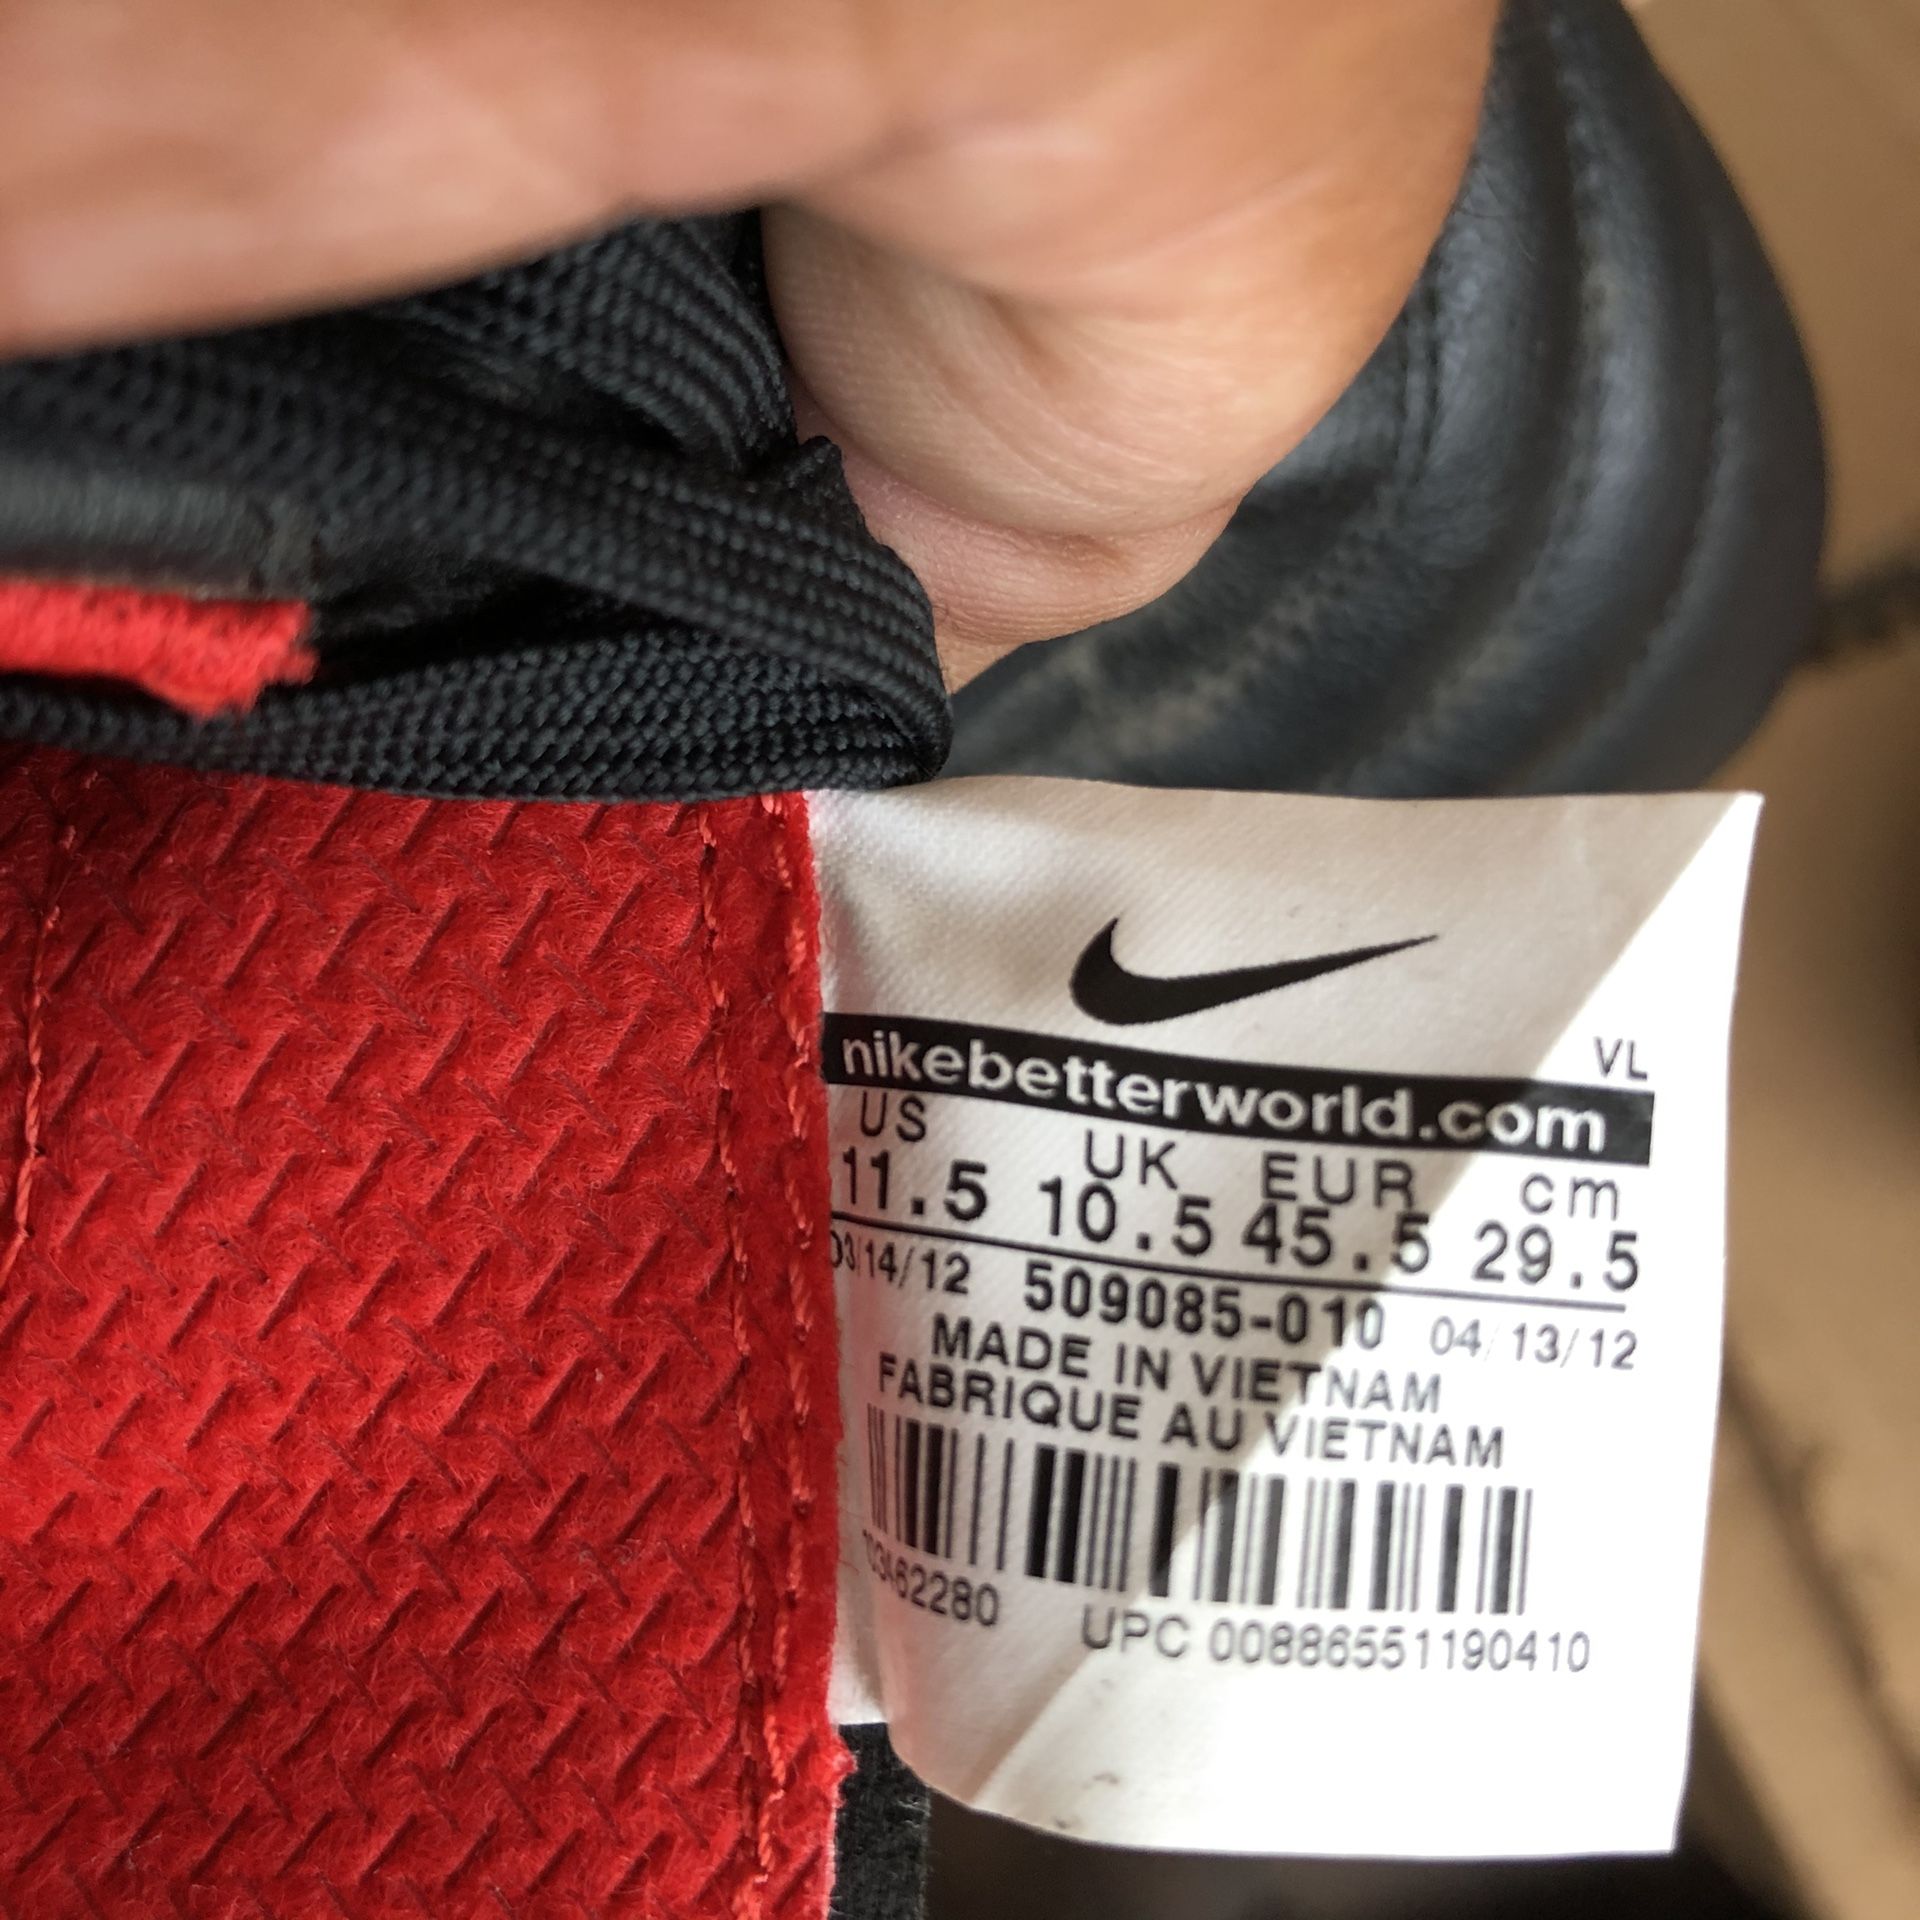 VL
nikebetterworld.com
US UK EUR cm
11.5 10.5 45.5 29.5
03/14/12 509085-010 04/13/12
MADE IN VIETNAM
FABRIQUE AU VIETNAM
UPC 00886551190410